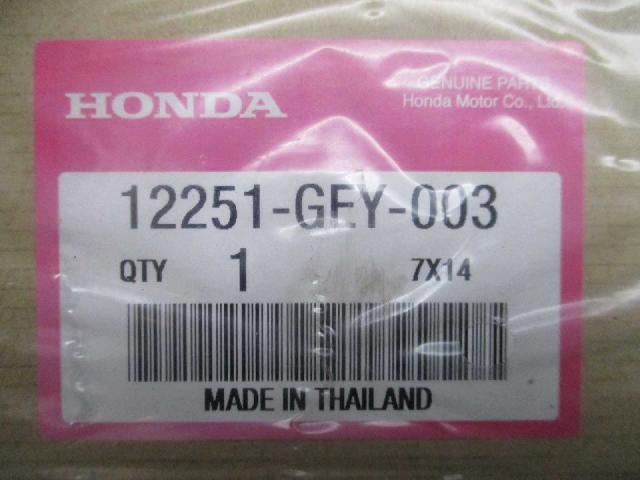 HONDA
GENUINE PARTS
Honda Motor Co., Ltd.
12251-GEY-003
QTY 1 7X14
MADE IN THAILAND